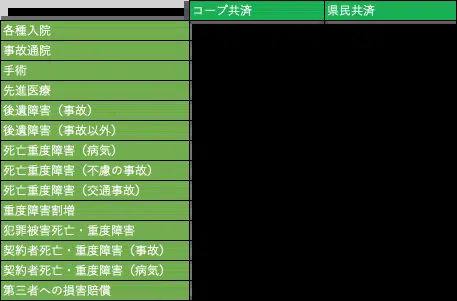 コープ共済 県民共済
各種入院
事故通院
手術
先進医療
後遺障害（事故）
後遺障害（事故以外）
死亡重度障害（病気）
死亡重度障害（不慮の事故）
死亡重度障害（交通事故）
重度障害割増
犯罪被害死亡・重度障害
契約者死亡・重度障害（事故）
契約者死亡・重度障害（病気）
第三者への損害賠償